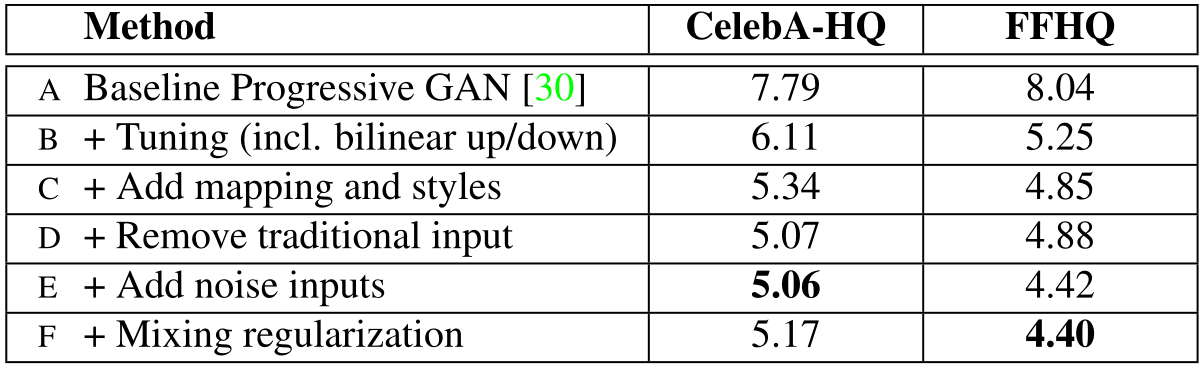 Method CelebA-HQ FFHQ
A Baseline Progressive GAN [30] 7.79 8.04
B + Tuning (incl. bilinear up/down) 6.11 5.25
C + Add mapping and styles 5.34 4.85
D + Remove traditional input 5.07 4.88
E + Add noise inputs 5.06 4.42
F + Mixing regularization 5.17 4.40